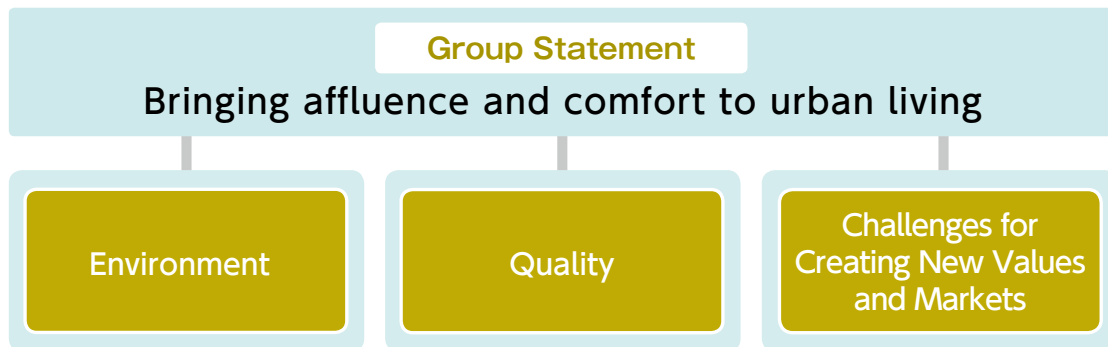 Group Statement
Bringing affluence and comfort to urban living
Environment
Quality
Challenges for
Creating New Values
and Markets